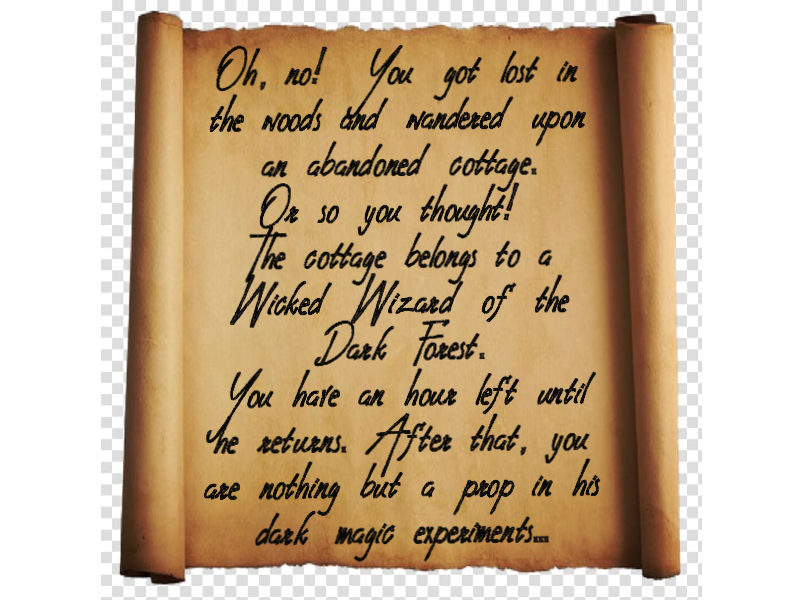 Oh, no! You got lost in
the woods and wandered upon
an abandoned cottage.
Or so you thought!
The cottage belongs to a
Wicked Wizard of the
Dark Forest.
You have an hour left until
he returns. After that, you
are nothing but a prop in his
dark magic experiments...